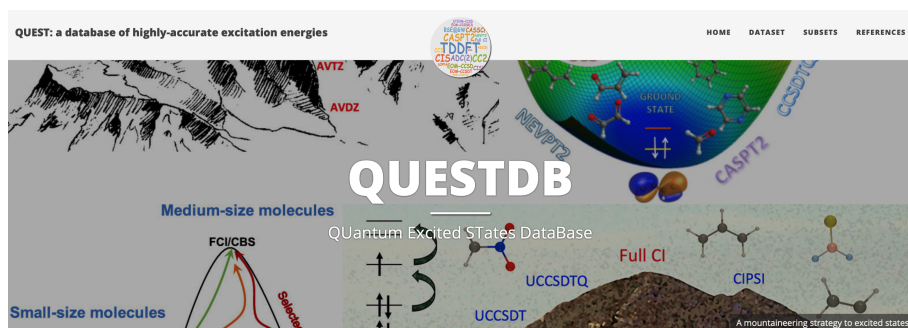 QUEST: a database of highly-accurate excitation energies
HOME DATASET SUBSETS REFERENCES
CASPT2
TDDFT
CIS ADC(2) CC2
AVTZ
AVDZ
GROUND
STATE
NEVPT2
CCSDTQ
CASPT2
QUESTDB
QUantum Excited STates DataBase
Medium-size molecules
FCI/CBS
Small-size molecules
Full CI
UCCSDTQ
CIPSI
UCCSDT
A mountaineering strategy to excited states